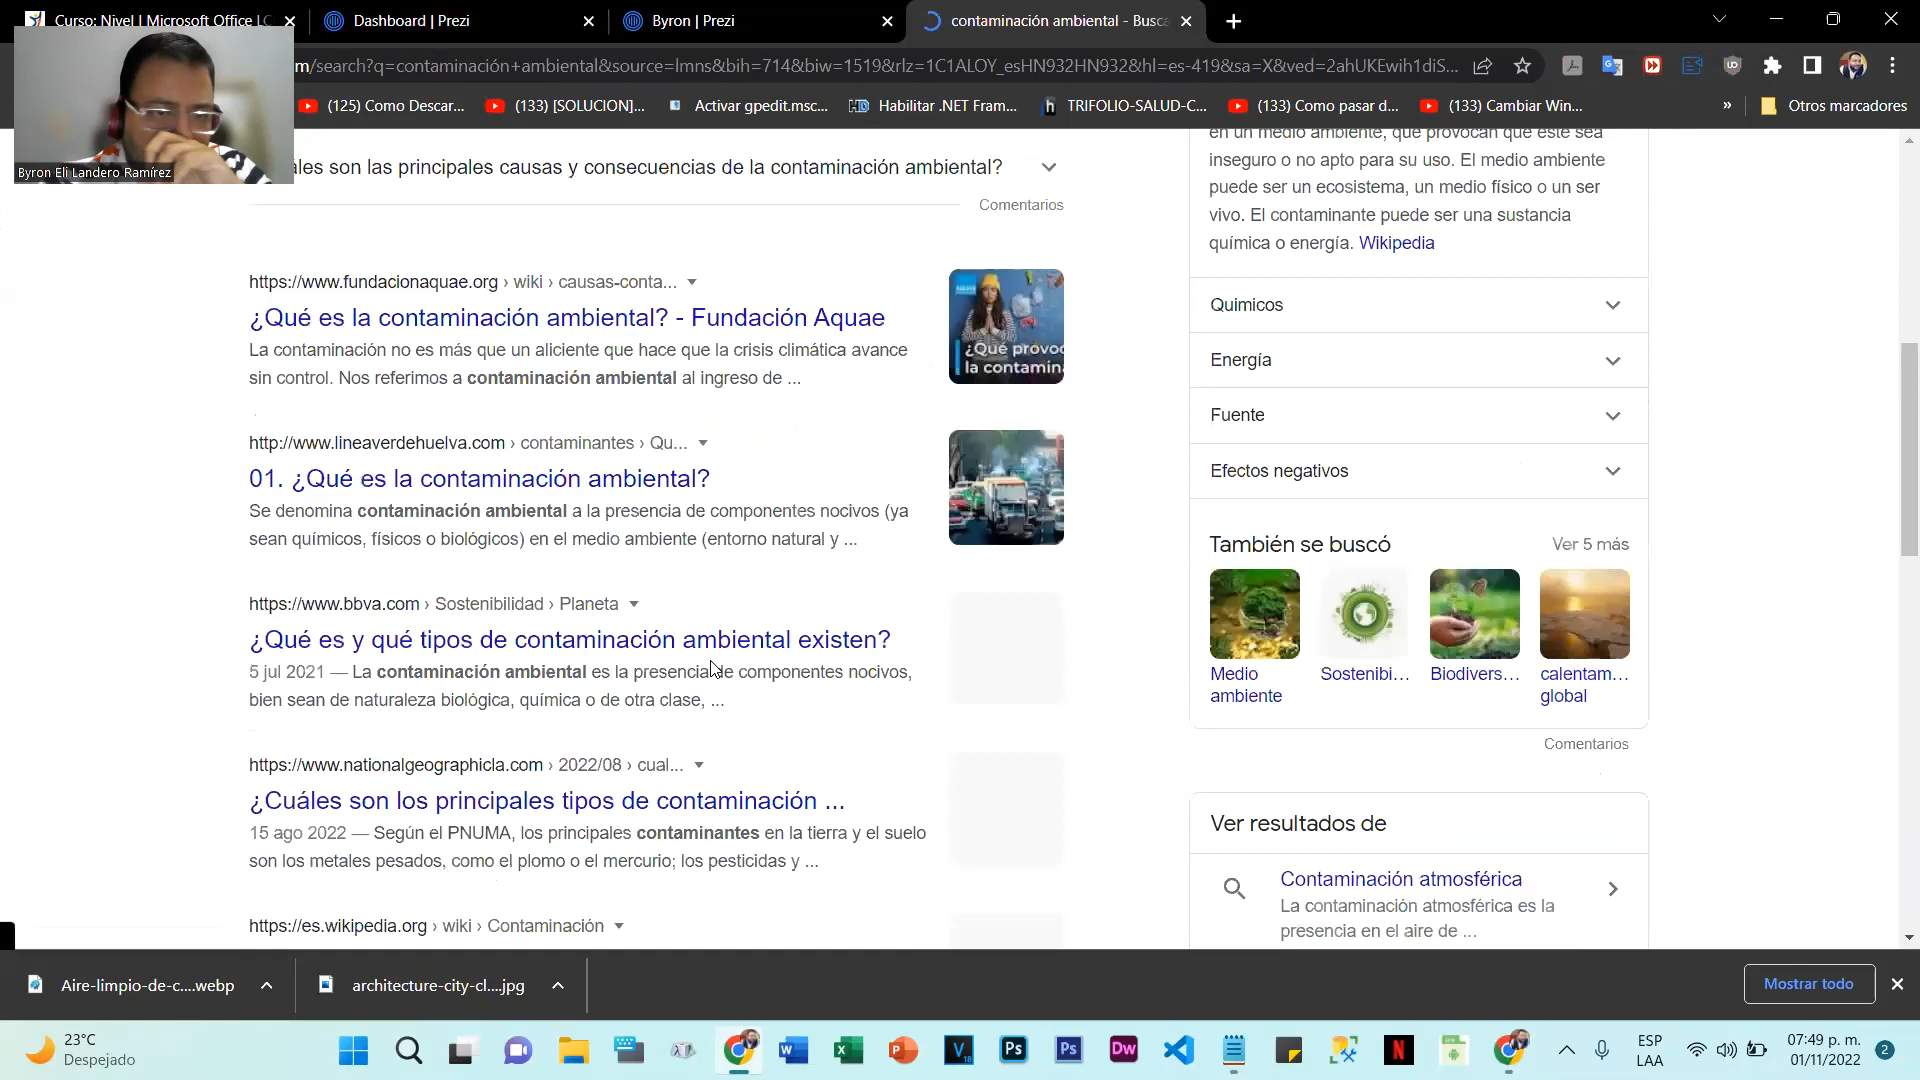 Curso: Nivel I Microsoft Office
Dashboard | Prezi
Byron | Prezi
contaminación ambiental - Busca
m/search?q=contaminación+ambiental&source=lmns&bih=714&biw=1519&rlz=1C1ALOY_esHN932HN932&hl=es-419&sa=X&ved=2ahUKEwih1diS...
(125) Como Descar...
(133) [SOLUCION]...
Activar gpedit.msc...
Habilitar .NET Fram...
TRIFOLIO-SALUD-C...
(133) Como pasar d...
(133) Cambiar Win...
»
Otros marcadores
Byron Eli Landero Ramírez
les son las principales causas y consecuencias de la contaminación ambiental?
Comentarios
https://www.fundacionaquae.org › wiki › causas-conta...
¿Qué es la contaminación ambiental? - Fundación Aquae
La contaminación no es más que un aliciente que hace que la crisis climática avance
sin control. Nos referimos a contaminación ambiental al ingreso de ...
¿Qué provoc
la contamin
http://www.lineaverdehuelva.com › contaminantes › Qu...
01. ¿Qué es la contaminación ambiental?
Se denomina contaminación ambiental a la presencia de componentes nocivos (ya
sean químicos, físicos o biológicos) en el medio ambiente (entorno natural y ...
https://www.bbva.com › Sostenibilidad › Planeta
¿Qué es y qué tipos de contaminación ambiental existen?
5 jul 2021 — La contaminación ambiental es la presencia de componentes nocivos,
bien sean de naturaleza biológica, química o de otra clase, ...
https://www.nationalgeographicla.com › 2022/08 › cual...
¿Cuáles son los principales tipos de contaminación ...
15 ago 2022 — Según el PNUMA, los principales contaminantes en la tierra y el suelo
son los metales pesados, como el plomo o el mercurio; los pesticidas y ...
https://es.wikipedia.org › wiki › Contaminación
en un medio ambiente, que provocan que este sea
inseguro o no apto para su uso. El medio ambiente
puede ser un ecosistema, un medio físico o un ser
vivo. El contaminante puede ser una sustancia
química o energía. Wikipedia
Quimicos
Energía
Fuente
Efectos negativos
También se buscó
Ver 5 más
Medio
ambiente
Sostenibi...
Biodivers...
calentam...
global
Comentarios
Ver resultados de
Contaminación atmosférica
La contaminación atmosférica es la
presencia en el aire de ...
Aire-limpio-de-c....webp
architecture-city-cl....jpg
Mostrar todo
23°C
Despejado
ESP
LAA
07:49 p. m.
01/11/2022
2